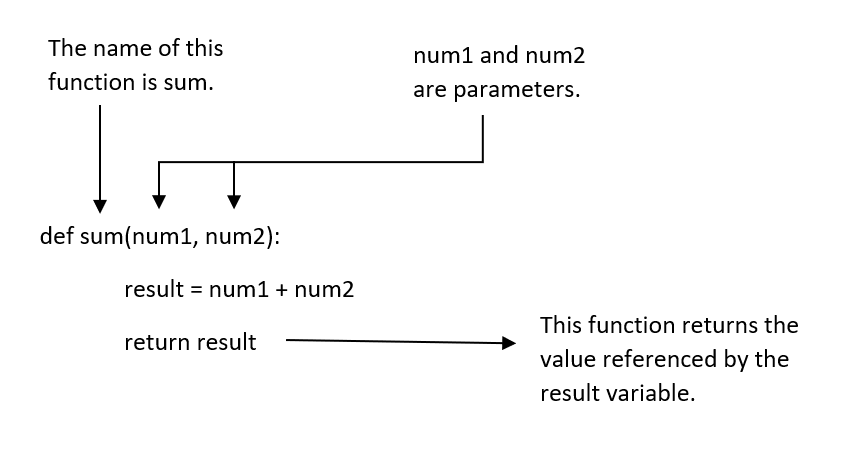 The name of this
function is sum.
num1 and num2
are parameters.
def sum(num1, num2):
result = num1 + num2
return result
This function returns the
value referenced by the
result variable.